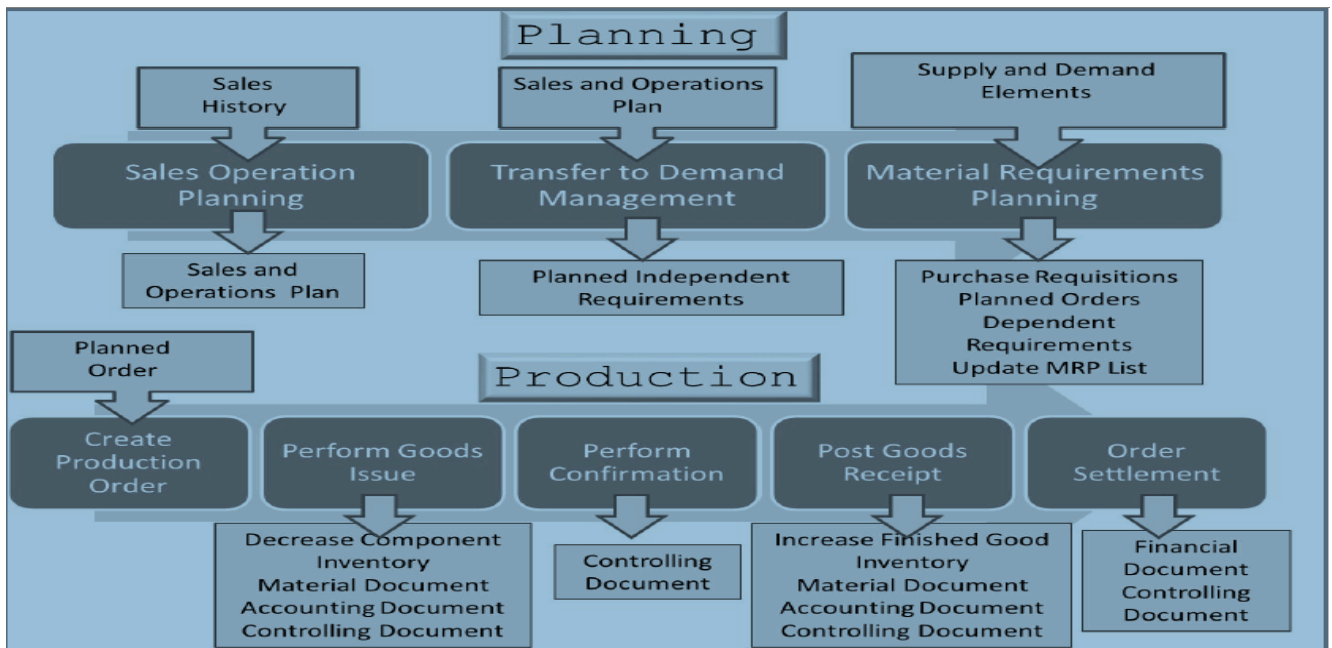 Planning
Sales
History
Sales and Operations
Plan
Supply and Demand
Elements
Sales Operation
Planning
Transfer to Demand
Management
Material Requirements
Planning
Sales and
Operations Plan
Planned Independent
Requirements
Purchase Requisitions
Planned Orders
Dependent
Requirements
Update MRP List
Planned
Order
Production
Create
Production
Order
Perform Goods
Issue
Perform
Confirmation
Post Goods
Receipt
Order
Settlement
Decrease Component
Inventory
Material Document
Accounting Document
Controlling Document
Controlling
Document
Increase Finished Good
Inventory
Material Document
Accounting Document
Controlling Document
Financial
Document
Controlling
Document